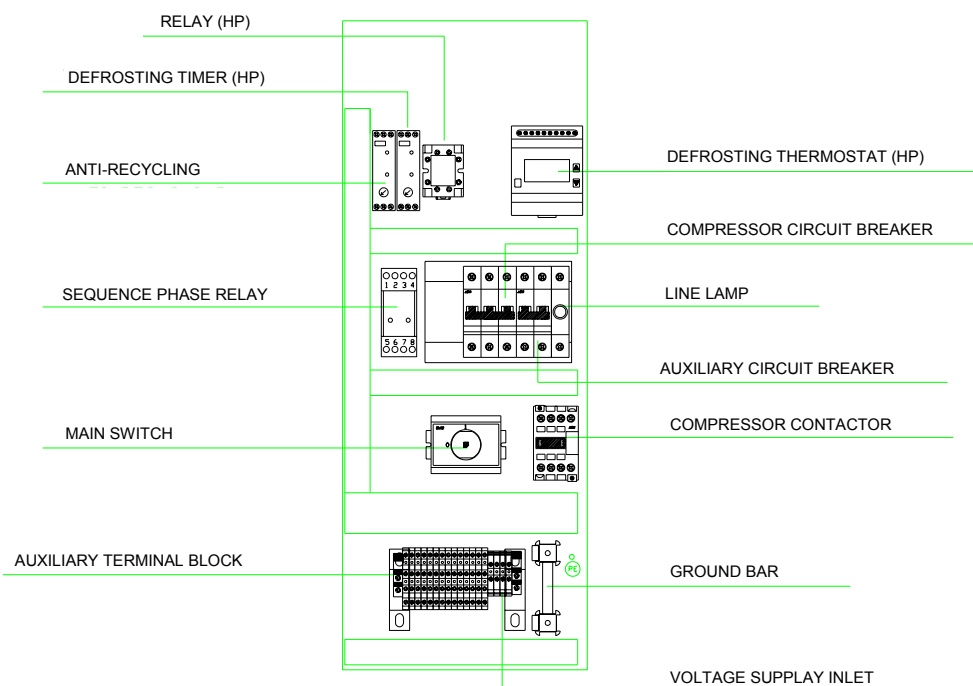 RELAY (HP)
DEFROSTING TIMER (HP)
ANTI-RECYCLING
DEFROSTING THERMOSTAT (HP)
COMPRESSOR CIRCUIT BREAKER
SEQUENCE PHASE RELAY
1 2 3 4
5 6 7 8
LINE LAMP
AUXILIARY CIRCUIT BREAKER
MAIN SWITCH
COMPRESSOR CONTACTOR
AUXILIARY TERMINAL BLOCK
PE
GROUND BAR
VOLTAGE SUPPLAY INLET